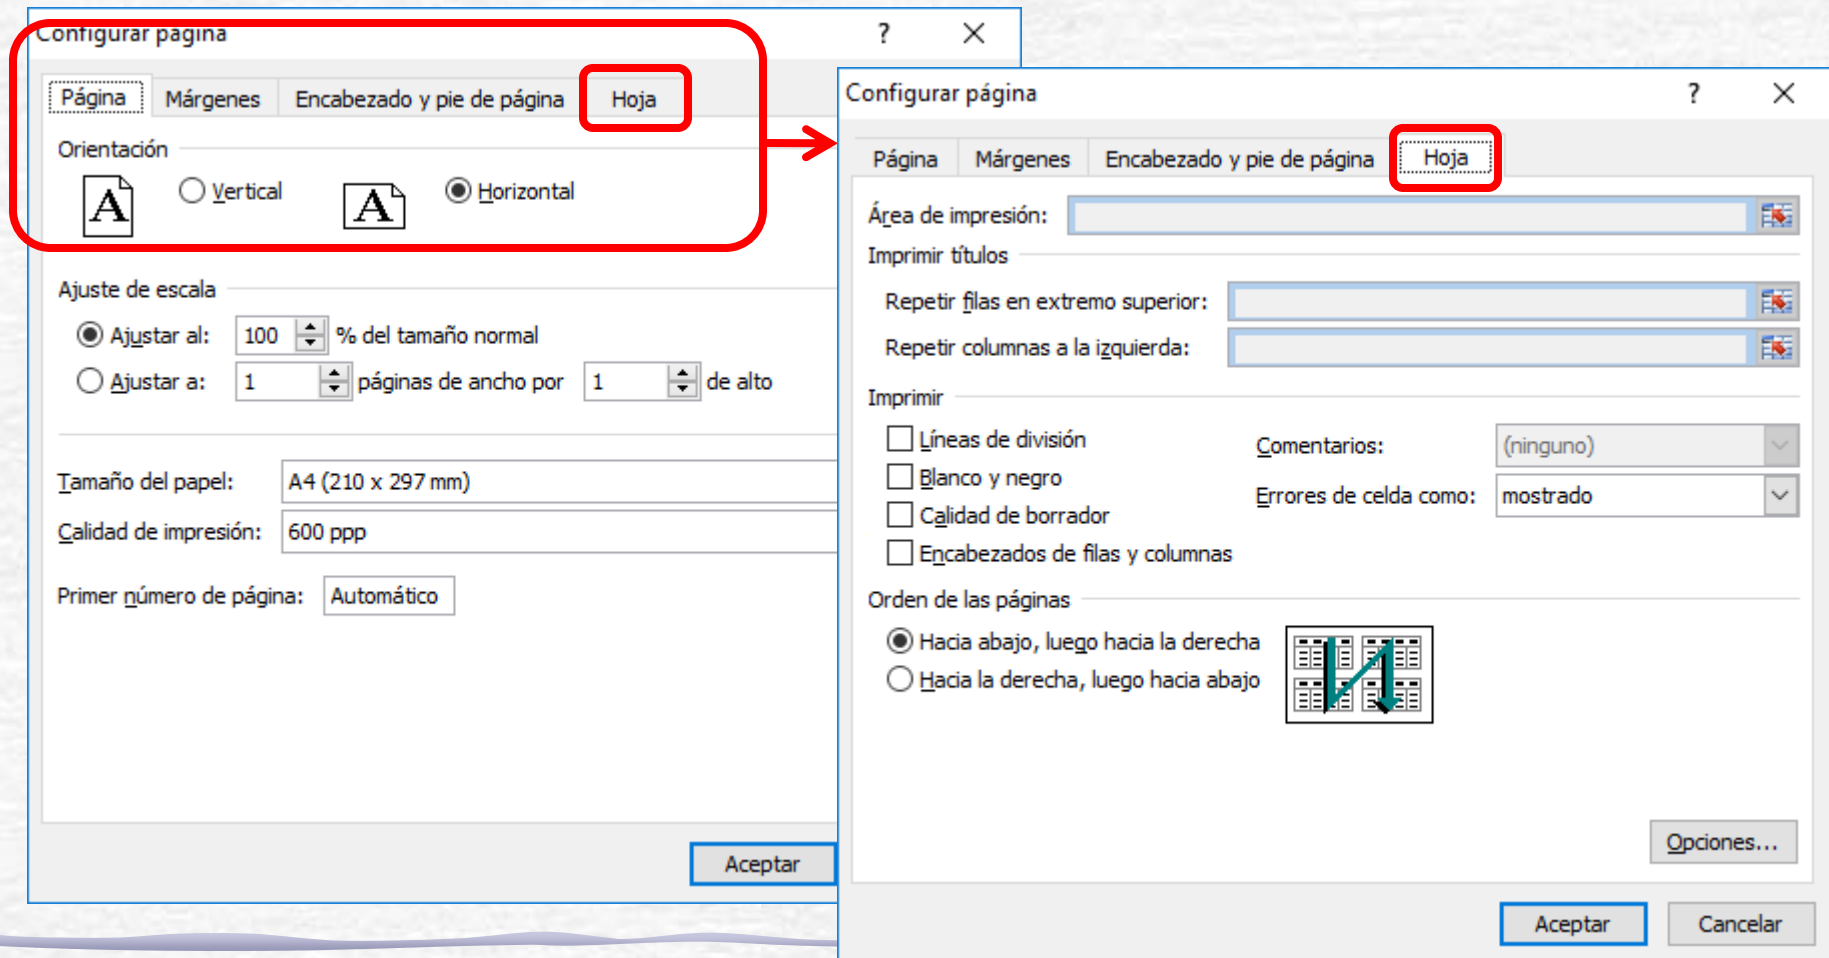 Configurar página
?
Página Márgenes Encabezado y pie de página Hoja
Orientación
A Vertical A Horizontal
Ajuste de escala
Ajustar al: 100 % del tamaño normal
Ajustar a: 1 páginas de ancho por 1 de alto
Tamaño del papel: A4 (210 x 297 mm)
Calidad de impresión: 600 ppp
Primer número de página: Automático
Aceptar
Configurar página
?
Página Márgenes Encabezado y pie de página Hoja
Área de impresión:
Imprimir títulos
Repetir filas en extremo superior:
Repetir columnas a la izquierda:
Imprimir
Líneas de división
Blanco y negro
Calidad de borrador
Encabezados de filas y columnas
Comentarios: (ninguno)
Errores de celda como: mostrado
Orden de las páginas
Hacia abajo, luego hacia la derecha
Hacia la derecha, luego hacia abajo
Opciones...
Aceptar Cancelar